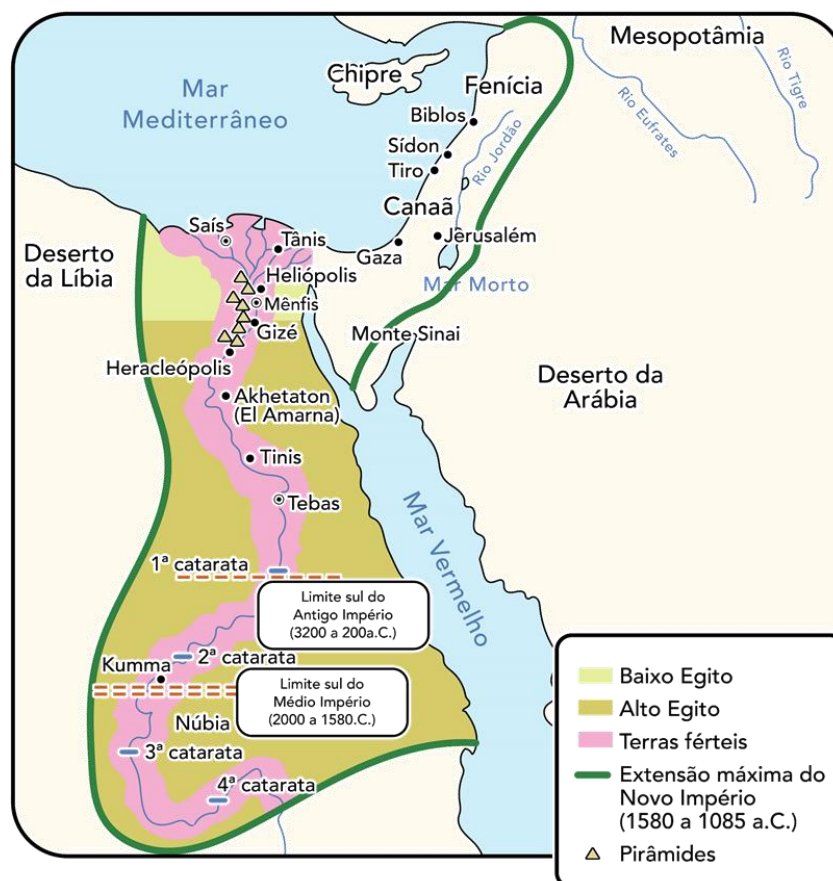 Mesopotâmia
Rio Tigre
Rio Eufrates
Chipre
Fenícia
Mar
Mediterrâneo
Biblos
Rio Jordão
Sídon
Tiro
Canaã
Saís
Tânis
Gaza
Jêrusalém
Deserto
da Líbia
Heliópolis
Mar Morto
Mênfis
Gizé
Monte Sinai
Heracleópolis
Deserto da
Arábia
Akhetaton
(El Amarna)
Tinis
Tebas
Mar Vermelho
1ª catarata
Limite sul do
Antigo Império
(3200 a 200a.C.)
2ª catarata
Kumma
Limite sul do
Médio Império
(2000 a 1580.C.)
Núbia
3ª catarata
4ª catarata
Baixo Egito
Alto Egito
Terras férteis
Extensão máxima do
Novo Império
(1580 a 1085 a.C.)
Pirâmides